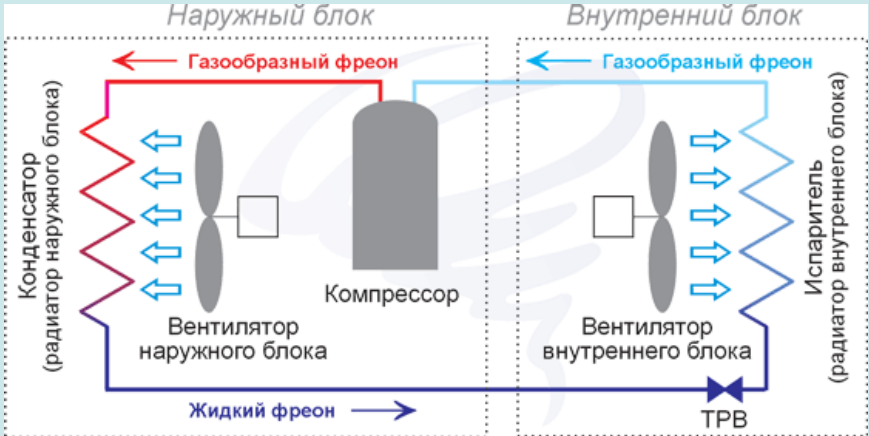 Наружный блок
Внутренний блок
Газообразный фреон
Газообразный фреон
Конденсатор
(радиатор наружного блока)
Компрессор
Вентилятор
наружного блока
Вентилятор
внутреннего блока
Испаритель
(радиатор внутреннего блока)
Жидкий фреон
ТРВ